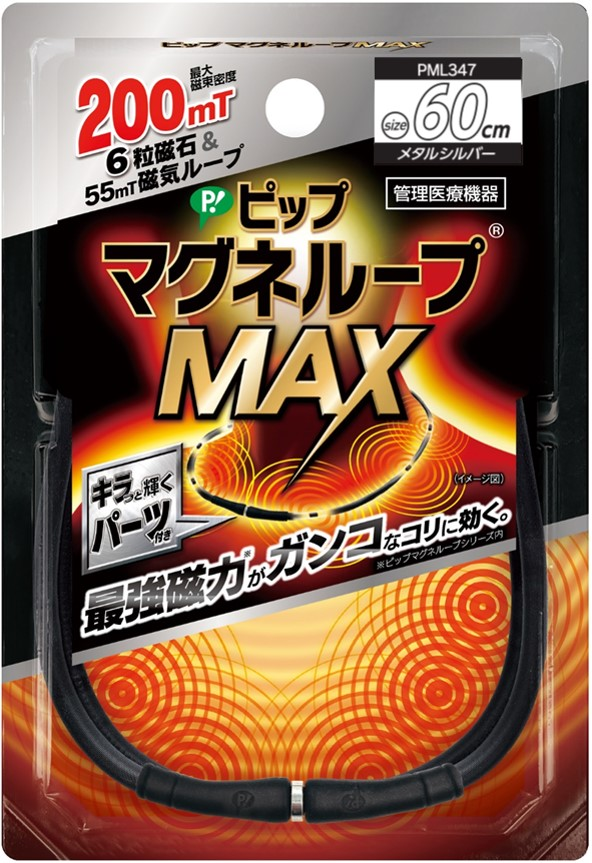 ピップ マグネループMAX
200mT
最大
磁束密度
6粒磁石&
55mT磁気ループ
PML347
size 60cm
メタルシルバー
管理医療機器
P! ピップ
マグネループ®
MAX
(イメージ図)
キラっと輝く
パーツ付き
最強磁力※がガンコなコリに効く。
※ピップマグネループシリーズ内
P!